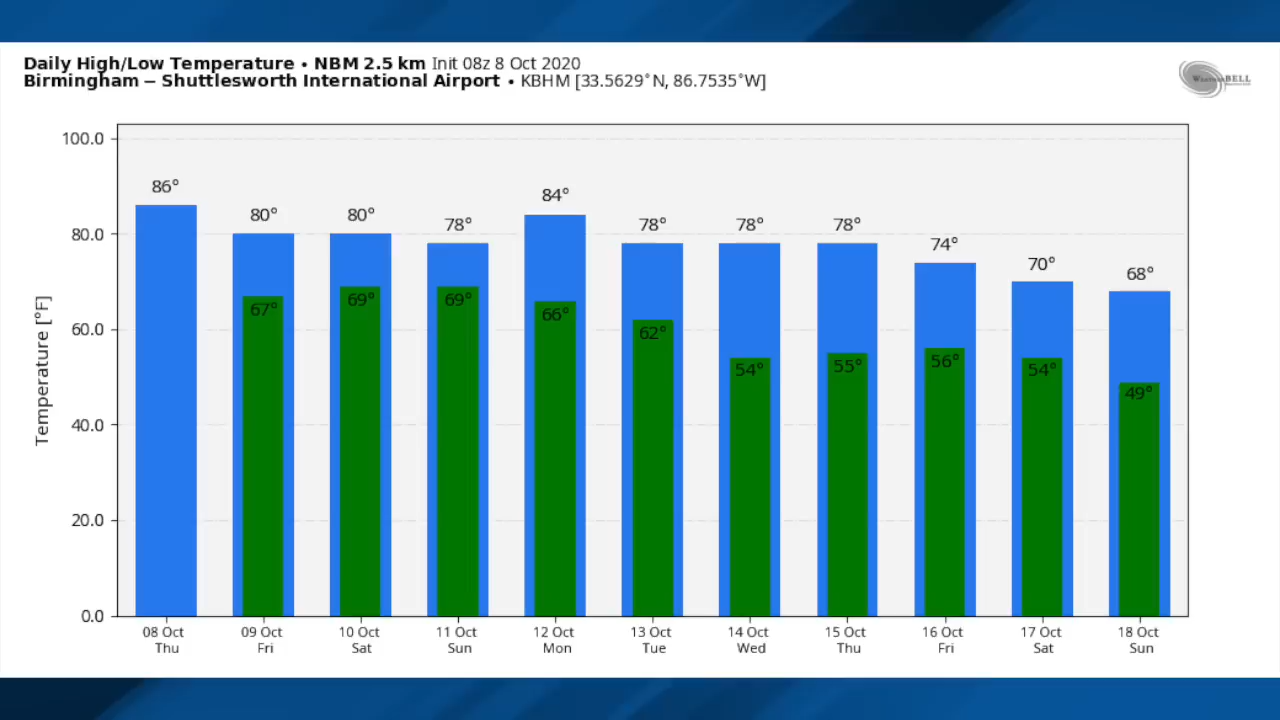 Daily High/Low Temperature • NBM 2.5 km Init 08z 8 Oct 2020
Birmingham – Shuttlesworth International Airport • KBHM [33.5629°N, 86.7535°W]
BELL
Temperature [°F]
100.0
80.0
60.0
40.0
20.0
0.0
86° 80° 80° 78° 84° 78° 78° 78° 74° 70° 68°
67° 69° 69° 66° 62° 54° 55° 56° 54° 49°
08 Oct 09 Oct 10 Oct 11 Oct 12 Oct 13 Oct 14 Oct 15 Oct 16 Oct 17 Oct 18 Oct
Thu Fri Sat Sun Mon Tue Wed Thu Fri Sat Sun